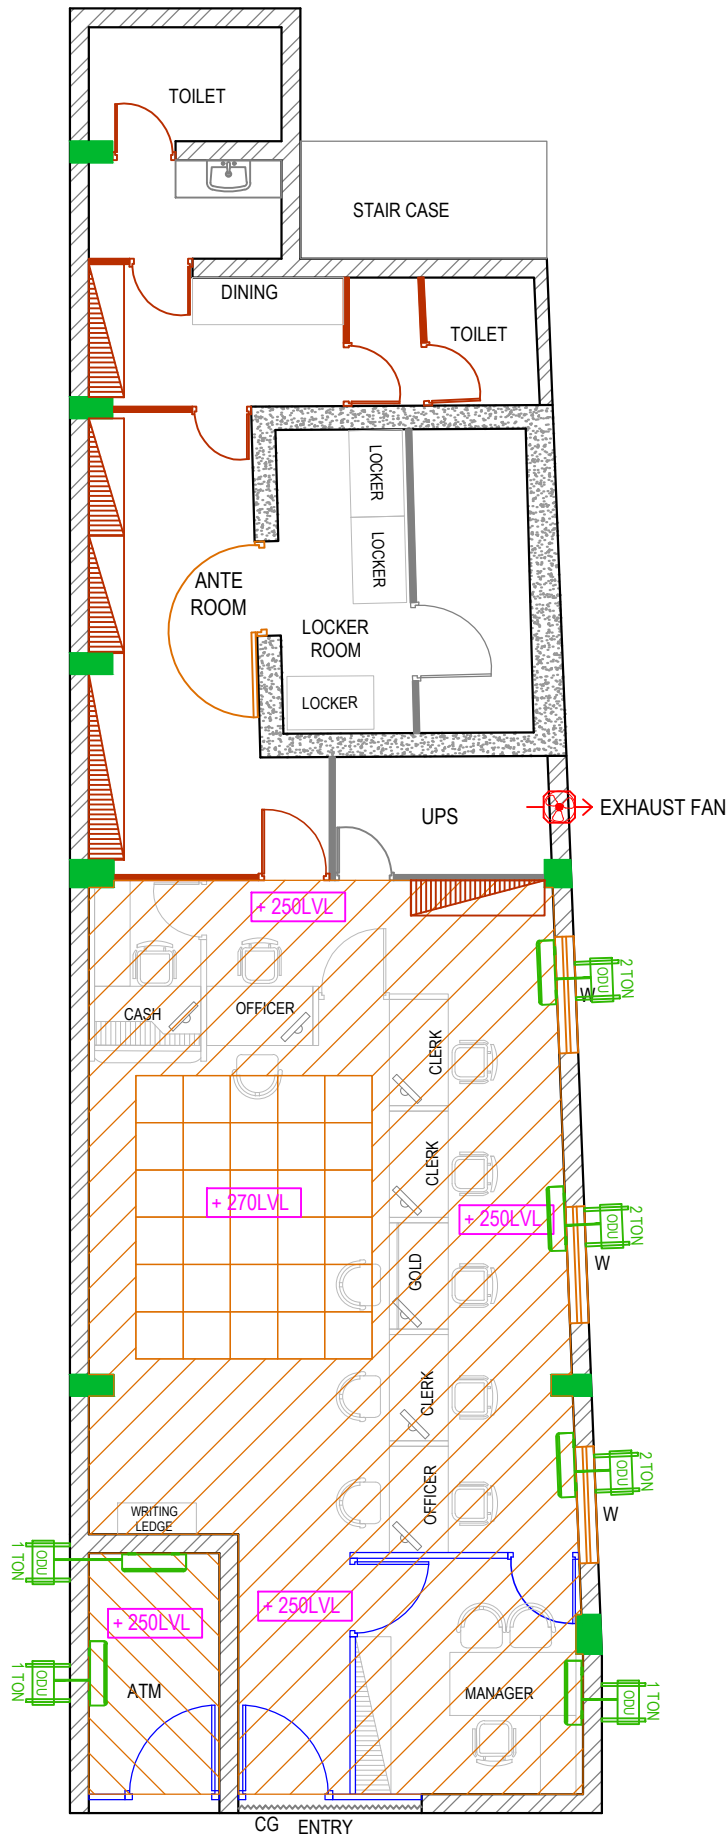 TOILET
STAIR CASE
DINING
TOILET
LOCKER
LOCKER
ANTE
ROOM
LOCKER
ROOM
LOCKER
UPS
EXHAUST FAN
+ 250LVL
CASH
OFFICER
2 TON
ODU
W
CLERK
CLERK
+ 270LVL
+ 250LVL
2 TON
ODU
W
GOLD
CLERK
OFFICER
2 TON
ODU
W
WRITING
LEDGE
1 TON
ODU
+ 250LVL
+ 250LVL
1 TON
ODU
ATM
MANAGER
1 TON
ODU
CG
ENTRY